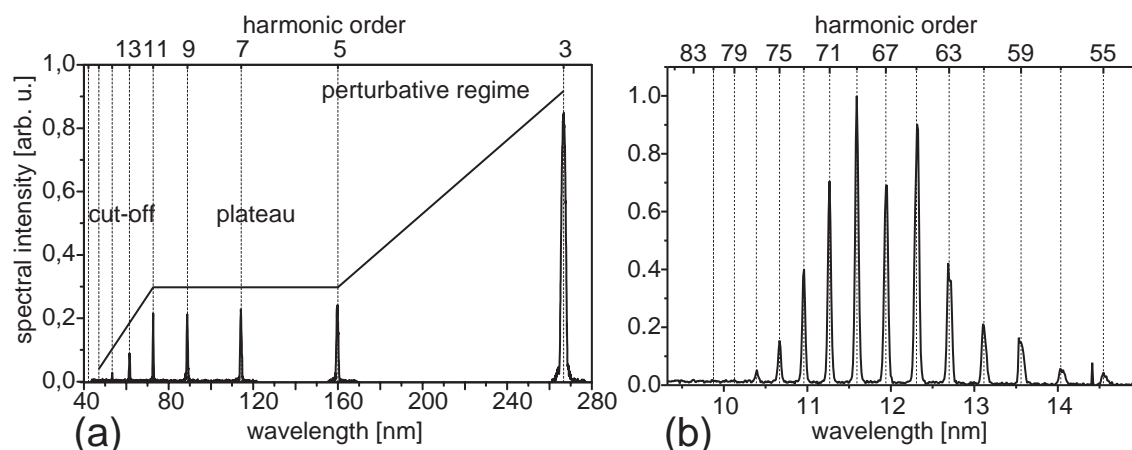 harmonic order
13 11 9 7 5 3
1,0
0,8
0,6
0,4
0,2
0,0
spectral intensity [arb. u.]
perturbative regime
cut-off
plateau
40 80 120 160 200 240 280
wavelength [nm]
(a)
harmonic order
83 79 75 71 67 63 59 55
1.0
0.8
0.6
0.4
0.2
0.0
10 11 12 13 14
wavelength [nm]
(b)